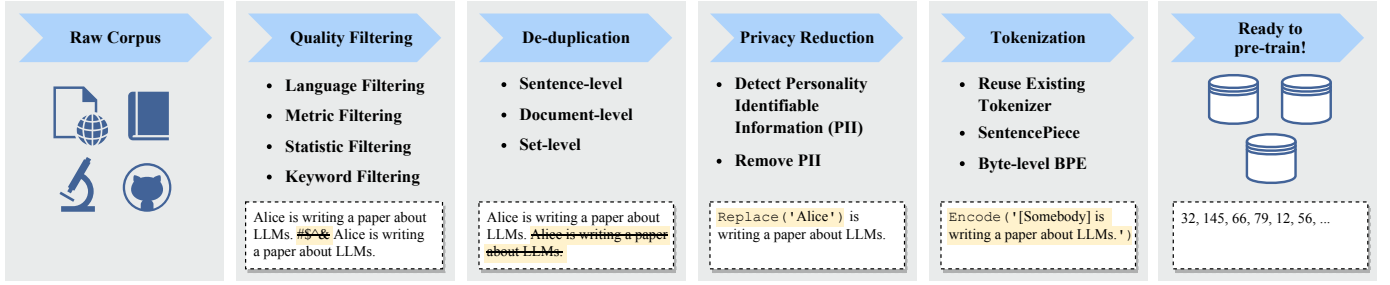 Raw Corpus
Quality Filtering
• Language Filtering
• Metric Filtering
• Statistic Filtering
• Keyword Filtering
Alice is writing a paper about
LLMs. #$^& Alice is writing
a paper about LLMs.
De-duplication
• Sentence-level
• Document-level
• Set-level
Alice is writing a paper about
LLMs. Alice is writing a paper
about LLMs.
Privacy Reduction
• Detect Personality
Identifiable
Information (PII)
• Remove PII
Replace('Alice') is
writing a paper about LLMs.
Tokenization
• Reuse Existing
Tokenizer
• SentencePiece
• Byte-level BPE
Encode('[Somebody] is
writing a paper about LLMs.')
Ready to
pre-train!
32, 145, 66, 79, 12, 56, ...